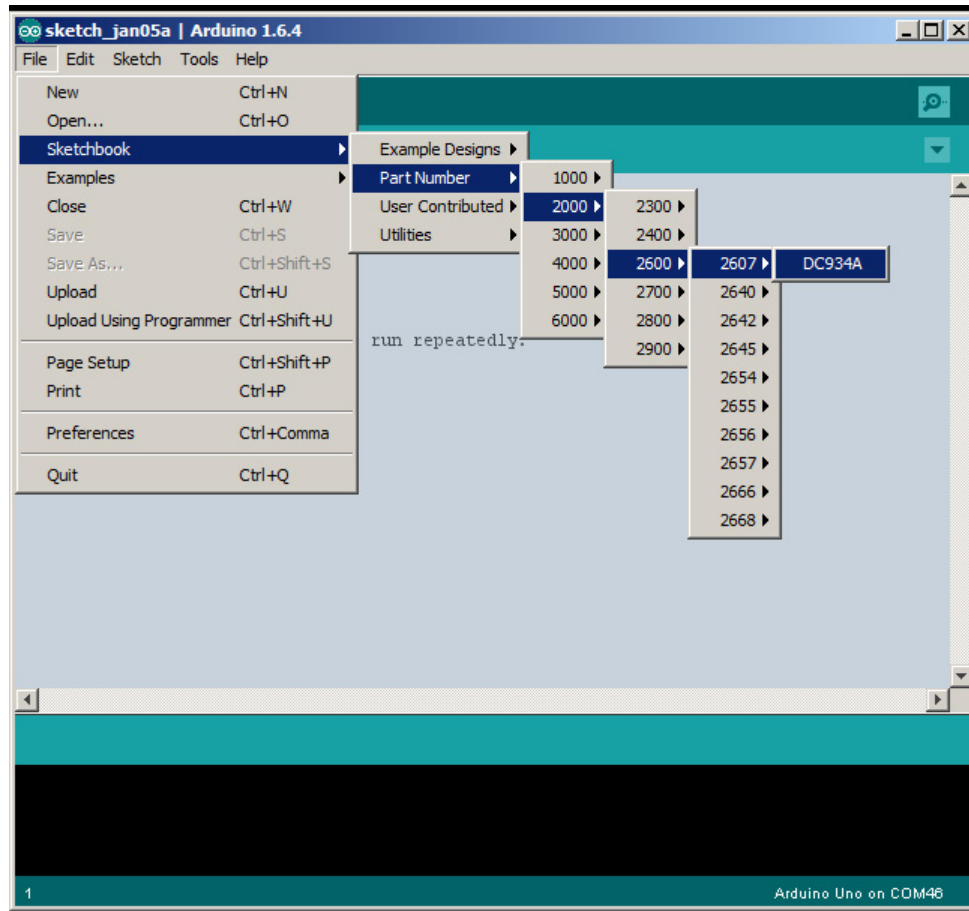 sketch_jan05a | Arduino 1.6.4
File Edit Sketch Tools Help
New Ctrl+N
Open... Ctrl+O
Sketchbook
Examples
Close Ctrl+W
Save Ctrl+S
Save As... Ctrl+Shift+S
Upload Ctrl+U
Upload Using Programmer Ctrl+Shift+U
Page Setup Ctrl+Shift+P
Print Ctrl+P
Preferences Ctrl+Comma
Quit Ctrl+Q
Example Designs
Part Number
User Contributed
Utilities
1000
2000
3000
4000
5000
6000
2300
2400
2600
2700
2800
2900
2607
2640
2642
2645
2654
2655
2656
2657
2666
2668
DC934A
run repeatedly:
1 Arduino Uno on COM46